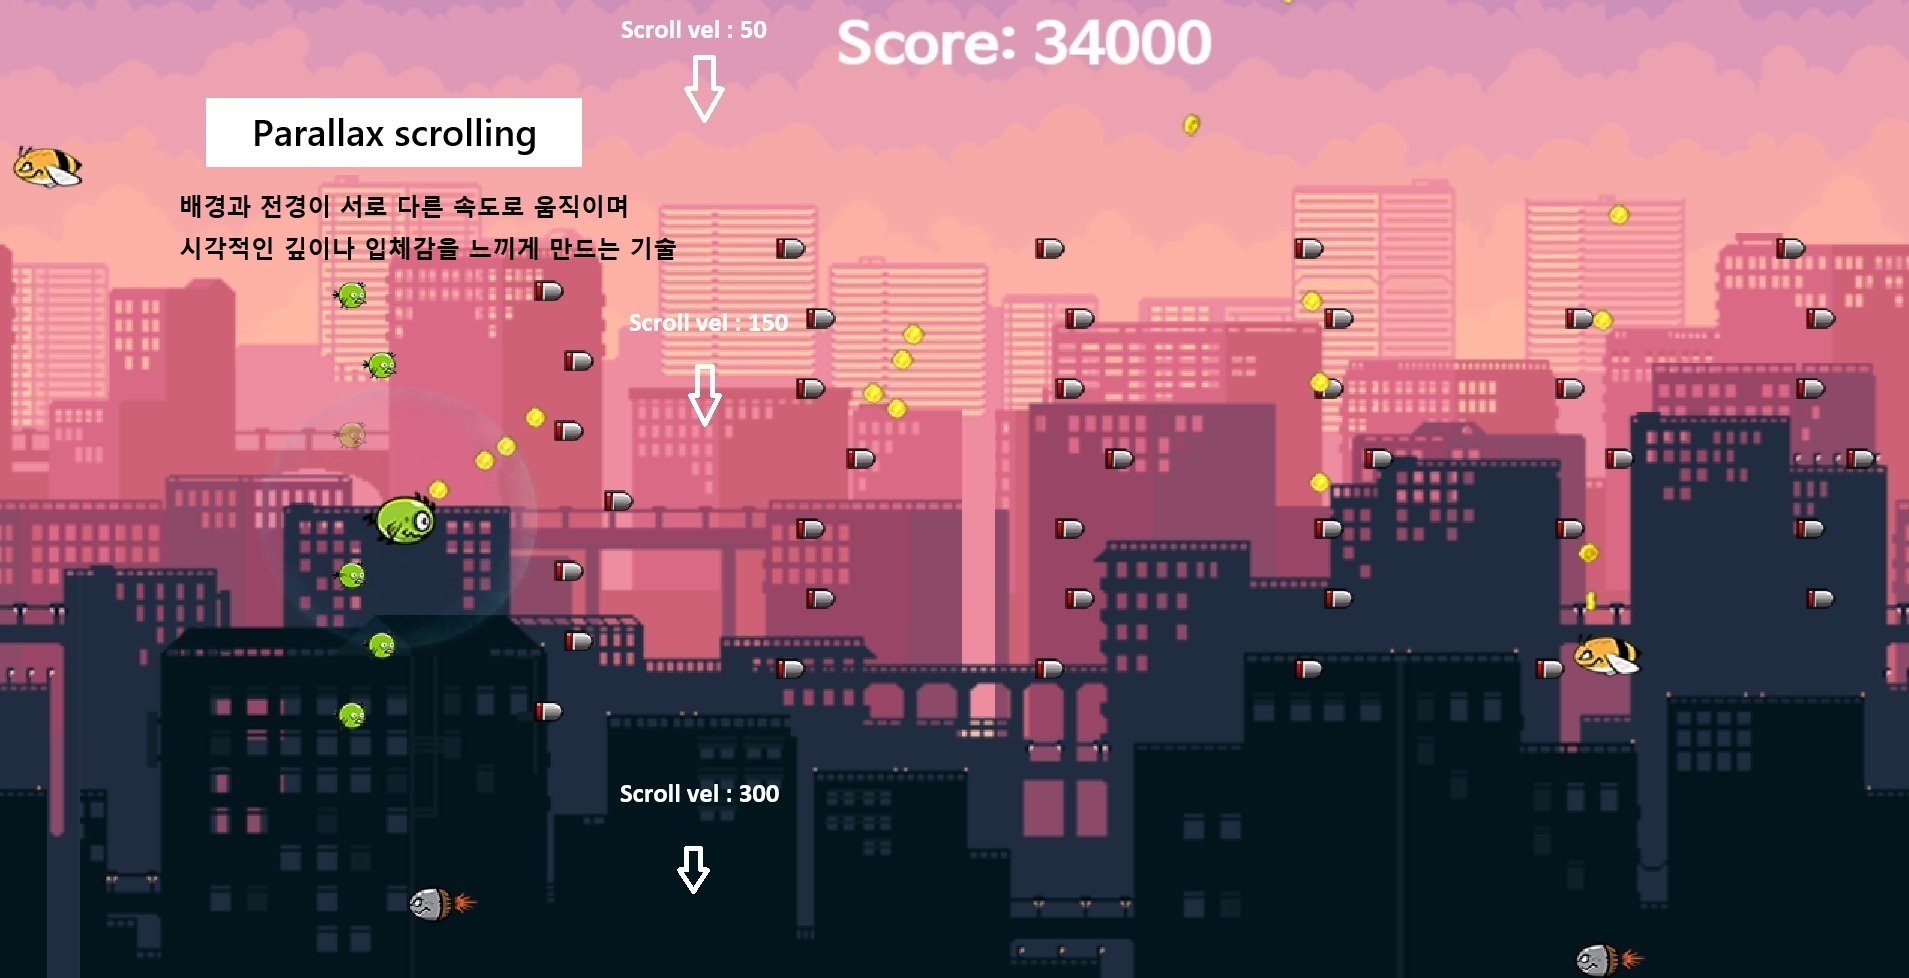 Scroll vel : 50
Score: 34000
Parallax scrolling
배경과 전경이 서로 다른 속도로 움직이며
시각적인 깊이나 입체감을 느끼게 만드는 기술
Scroll vel : 150
Scroll vel : 300